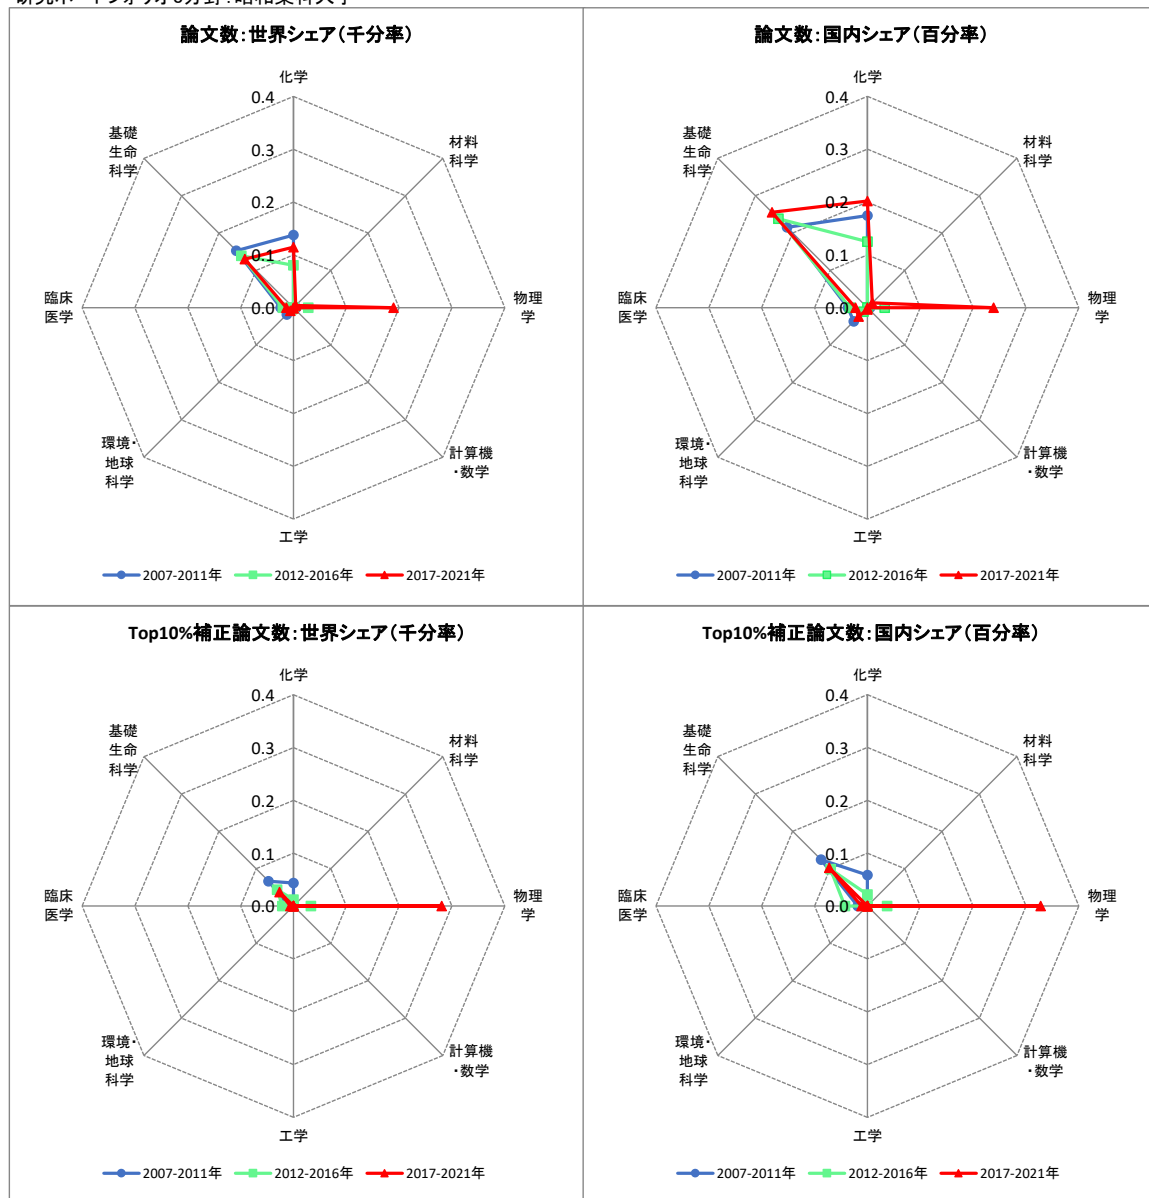 論文数:世界シェア(千分率)
化学
材料
科学
物理
学
計算機
・数学
工学
環境・
地球
科学
臨床
医学
基礎
生命
科学
0.4
0.3
0.2
0.1
0.0
2007-2011年 2012-2016年 2017-2021年
論文数:国内シェア(百分率)
化学
材料
科学
物理
学
計算機
・数学
工学
環境・
地球
科学
臨床
医学
基礎
生命
科学
0.4
0.3
0.2
0.1
0.0
2007-2011年 2012-2016年 2017-2021年
Top10%補正論文数:世界シェア(千分率)
化学
材料
科学
物理
学
計算機
・数学
工学
環境・
地球
科学
臨床
医学
基礎
生命
科学
0.4
0.3
0.2
0.1
0.0
2007-2011年 2012-2016年 2017-2021年
Top10%補正論文数:国内シェア(百分率)
化学
材料
科学
物理
学
計算機
・数学
工学
環境・
地球
科学
臨床
医学
基礎
生命
科学
0.4
0.3
0.2
0.1
0.0
2007-2011年 2012-2016年 2017-2021年